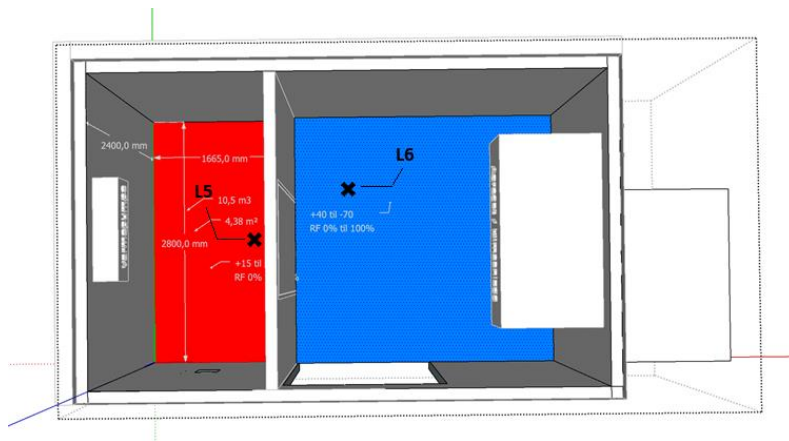 2400,0 mm
1665,0 mm
L5
10,5 m3
4,38 m²
2800,0 mm
+15 til
RF 0%
L6
+40 til -70
RF 0% til 100%